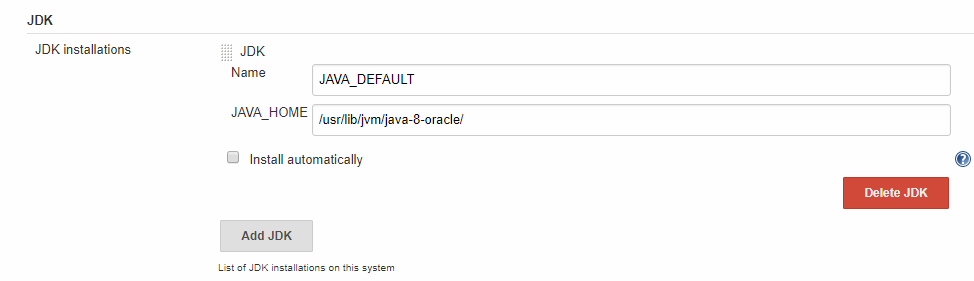 JDK
JDK installations
JDK
Name
JAVA_DEFAULT
JAVA_HOME
/usr/lib/jvm/java-8-oracle/
Install automatically
?
Delete JDK
Add JDK
List of JDK installations on this system